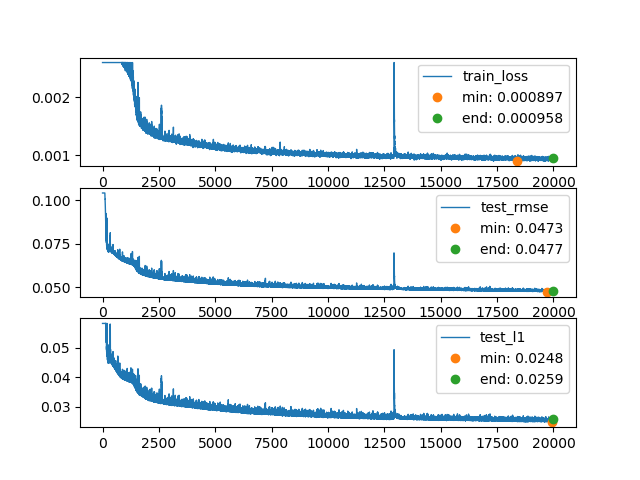 train_loss
min: 0.000897
end: 0.000958
0.002
0.001
0 2500 5000 7500 10000 12500 15000 17500 20000
test_rmse
min: 0.0473
end: 0.0477
0.100
0.075
0.050
0 2500 5000 7500 10000 12500 15000 17500 20000
test_l1
min: 0.0248
end: 0.0259
0.05
0.04
0.03
0 2500 5000 7500 10000 12500 15000 17500 20000